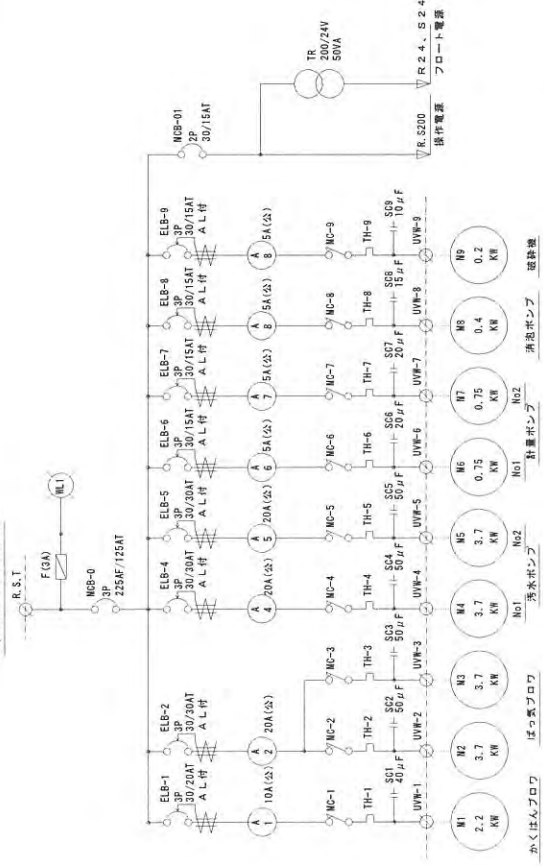 R.S.T
F(3A)
WL1
MCB-0
3P
225AF/125AT
ELB-1
3P
30/20AT
AL付
A
1
10A(公)
MC-1
TH-1
SC1
40μF
UVW-1
M1
2.2
KW
かくはんブロワ
ELB-2
3P
30/30AT
AL付
A
2
20A(公)
MC-2
TH-2
SC2
50μF
UVW-2
M2
3.7
KW
MC-3
TH-3
SC3
50μF
UVW-3
M3
3.7
KW
ばっ気ブロワ
ELB-4
3P
30/30AT
AL付
A
4
20A(公)
MC-4
TH-4
SC4
50μF
UVW-4
M4
3.7
KW
No1
ELB-5
3P
30/30AT
AL付
A
5
20A(公)
MC-5
TH-5
SC5
50μF
UVW-5
M5
3.7
KW
No2
汚水ポンプ
ELB-6
3P
30/15AT
AL付
A
6
5A(公)
MC-6
TH-6
SC6
20μF
UVW-6
M6
0.75
KW
No1
ELB-7
3P
30/15AT
AL付
A
7
5A(公)
MC-7
TH-7
SC7
20μF
UVW-7
M7
0.75
KW
No2
計量ポンプ
ELB-8
3P
30/15AT
AL付
A
8
5A(公)
MC-8
TH-8
SC8
15μF
UVW-8
M8
0.4
KW
消泡ポンプ
ELB-9
3P
30/15AT
AL付
A
8
5A(公)
MC-9
TH-9
SC9
10μF
UVW-9
M9
0.2
KW
破砕機
MCB-01
2P
30/15AT
R.S200
操作電源
TR
200/24V
50VA
R24、S24
フロート電源